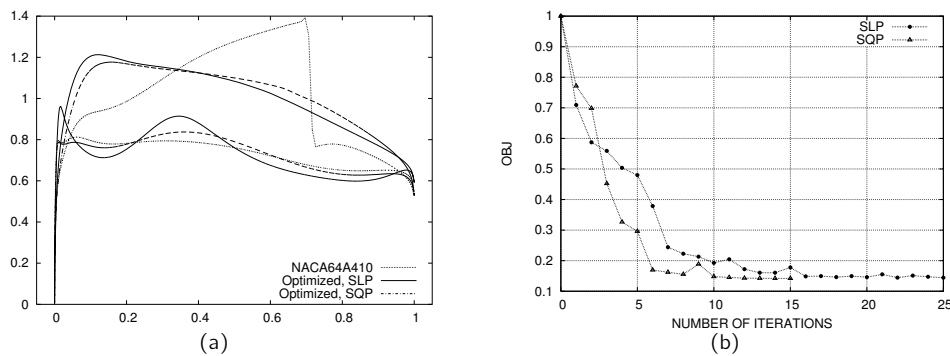 1.4
1.2
1
0.8
0.6
0.4
0.2
0
NACA64A410
Optimized, SLP
Optimized, SQP
0 0.2 0.4 0.6 0.8 1
(a)
1
0.9
0.8
0.7
0.6
0.5
0.4
0.3
0.2
0.1
OBJ
SLP
SQP
0 5 10 15 20 25
NUMBER OF ITERATIONS
(b)